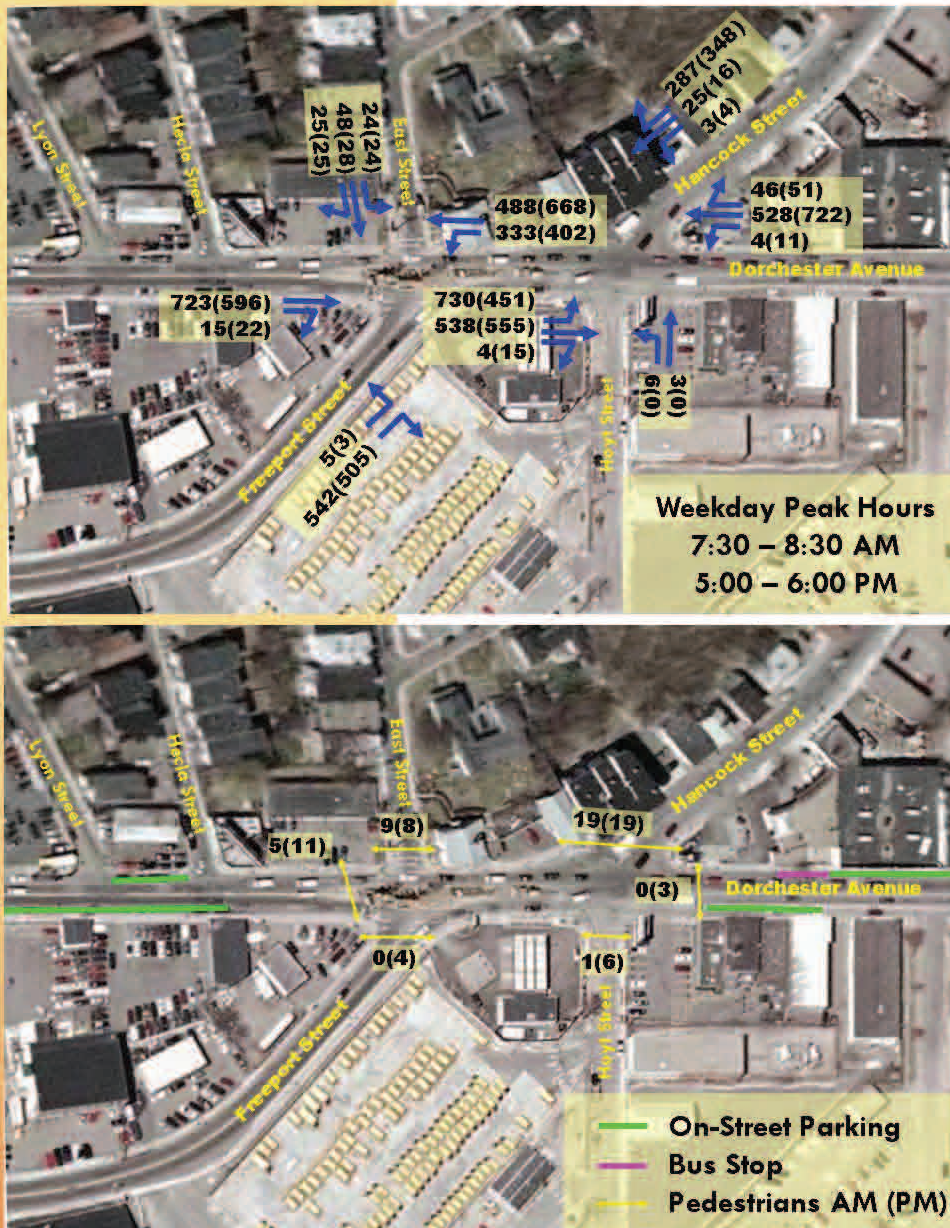 287(348)
25(16)
3(4)
Hancock Street
Lyon Street
Hecla Street
24(24)
48(28)
25(25)
East Street
488(668)
333(402)
46(51)
528(722)
4(11)
Dorchester Avenue
723(596)
15(22)
730(451)
538(555)
4(15)
3(0)
6(0)
Hoyt Street
Freeport Street
5(3)
542(505)
Weekday Peak Hours
7:30 – 8:30 AM
5:00 – 6:00 PM
Lyon Street
Hecla Street
East Street
Hancock Street
5(11)
9(8)
19(19)
0(3)
Dorchester Avenue
0(4)
1(6)
Hoyt Street
Freeport Street
On-Street Parking
Bus Stop
Pedestrians AM (PM)